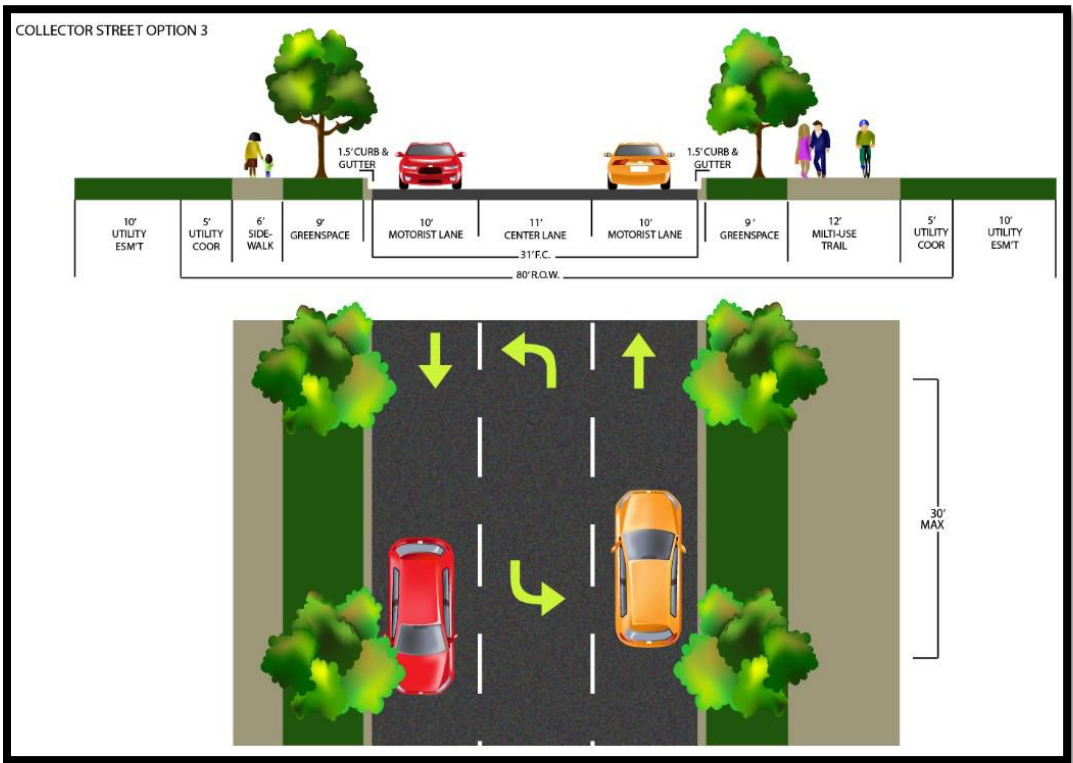 COLLECTOR STREET OPTION 3
1.5' CURB &
GUTTER
1.5' CURB &
GUTTER
10'
UTILITY
ESM'T
5'
UTILITY
COOR
6'
SIDE-
WALK
9'
GREENSPACE
10'
MOTORIST LANE
11'
CENTER LANE
10'
MOTORIST LANE
9 '
GREENSPACE
12'
MILTI-USE
TRAIL
5'
UTILITY
COOR
10'
UTILITY
ESM'T
31' F.C.
80' R.O.W.
30'
MAX